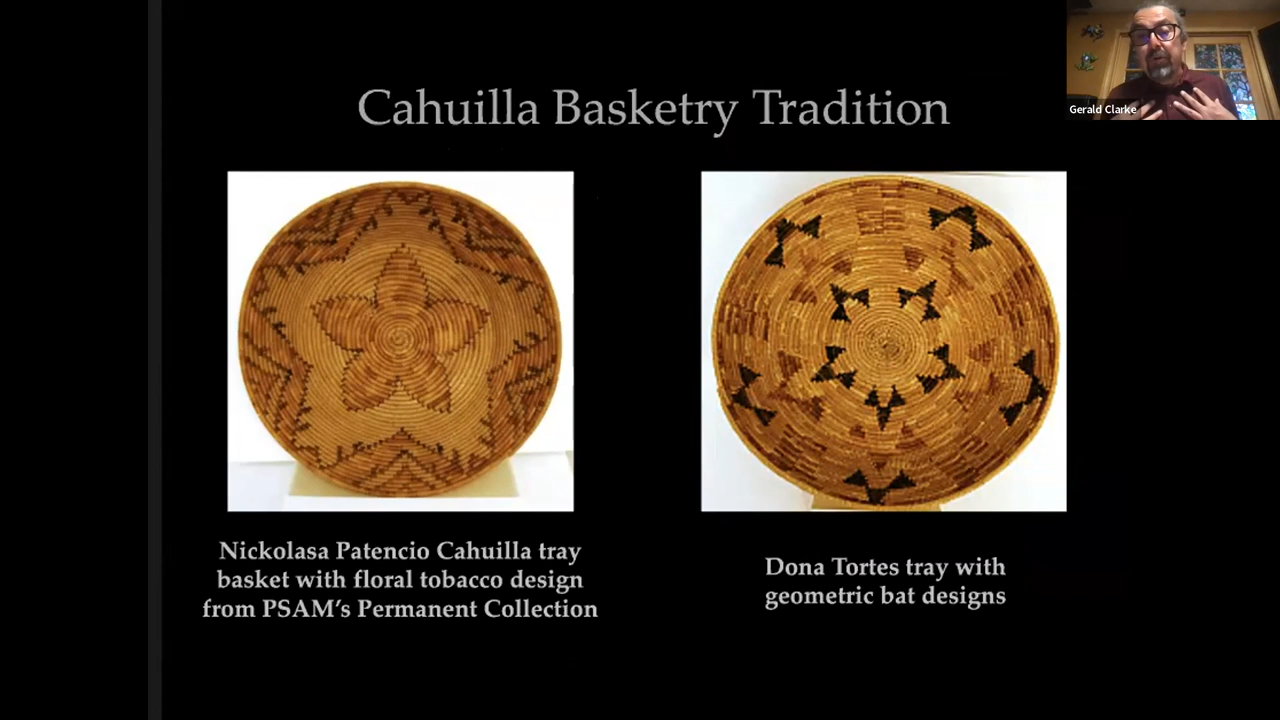 Cahuilla Basketry Tradition
Gerald Clarke
Nickolasa Patencio Cahuilla tray
basket with floral tobacco design
from PSAM's Permanent Collection
Dona Tortes tray with
geometric bat designs